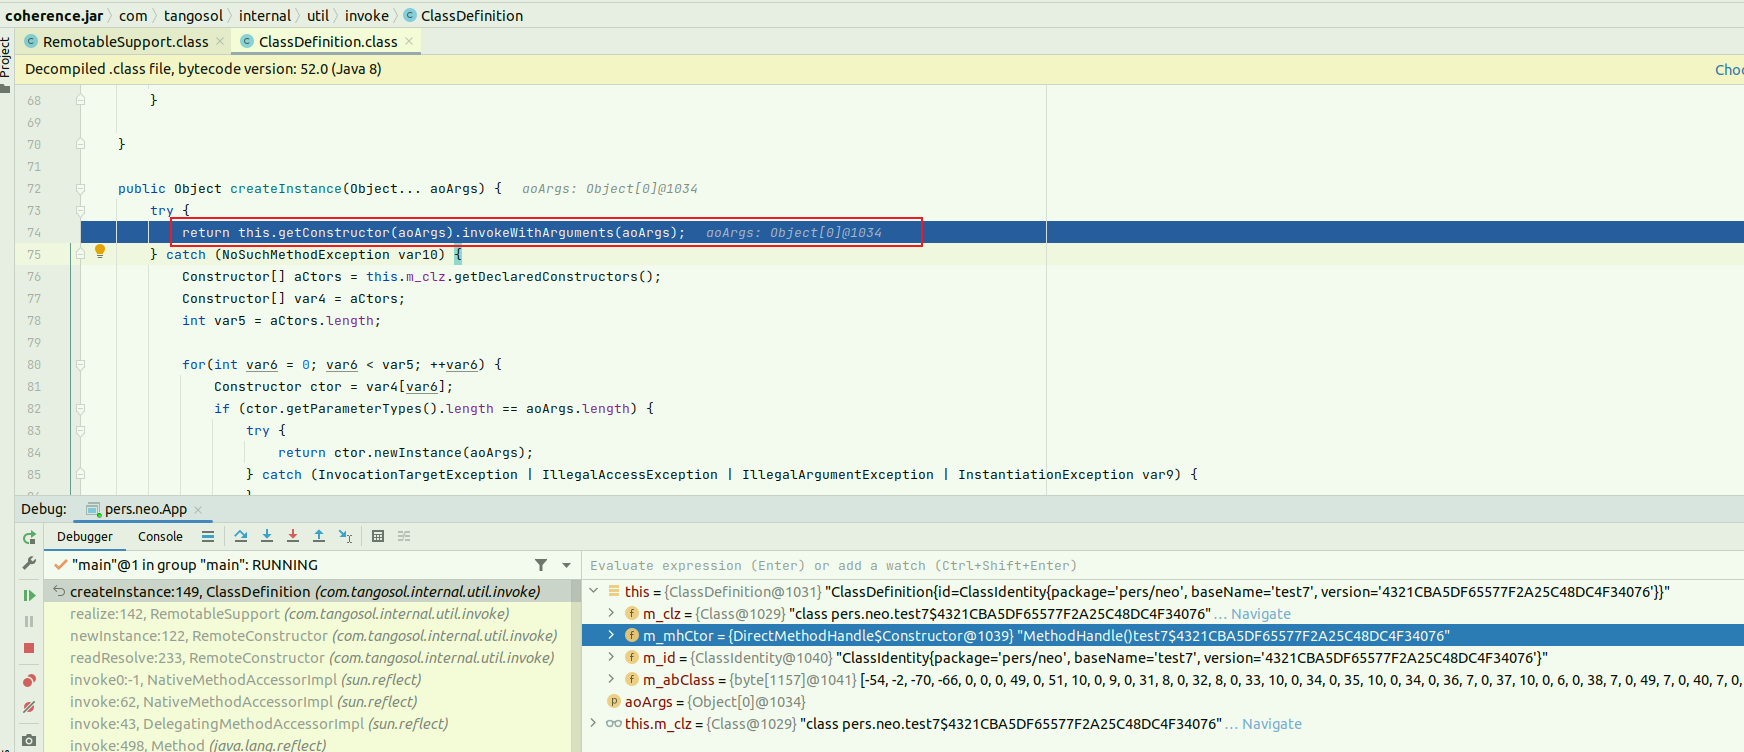 coherence.jar com tangosol internal util invoke ClassDefinition
RemotableSupport.class ClassDefinition.class
Project
Decompiled .class file, bytecode version: 52.0 (Java 8) Choo
68 }
69
70 }
71
72 public Object createInstance(Object... aoArgs) { aoArgs: Object[0]@1034
73 try {
74 return this.getConstructor(aoArgs).invokeWithArguments(aoArgs); aoArgs: Object[0]@1034
75 } catch (NoSuchMethodException var10) {
76 Constructor[] aCtors = this.m_clz.getDeclaredConstructors();
77 Constructor[] var4 = aCtors;
78 int var5 = aCtors.length;
79
80 for(int var6 = 0; var6 < var5; ++var6) {
81 Constructor ctor = var4[var6];
82 if (ctor.getParameterTypes().length == aoArgs.length) {
83 try {
84 return ctor.newInstance(aoArgs);
85 } catch (InvocationTargetException | IllegalAccessException | IllegalArgumentException | InstantiationException var9) {
Debug: pers.neo.App
Debugger Console
"main"@1 in group "main": RUNNING
createInstance:149, ClassDefinition (com.tangosol.internal.util.invoke)
realize:142, RemotableSupport (com.tangosol.internal.util.invoke)
newInstance:122, RemoteConstructor (com.tangosol.internal.util.invoke)
readResolve:233, RemoteConstructor (com.tangosol.internal.util.invoke)
invoke0:-1, NativeMethodAccessorImpl (sun.reflect)
invoke:62, NativeMethodAccessorImpl (sun.reflect)
invoke:43, DelegatingMethodAccessorImpl (sun.reflect)
invoke:498, Method (java.lang.reflect)
Evaluate expression (Enter) or add a watch (Ctrl+Shift+Enter)
this = {ClassDefinition@1031} "ClassDefinition{id=ClassIdentity{package='pers/neo', baseName='test7', version='4321CBA5DF65577F2A25C48DC4F34076'}}"
m_clz = {Class@1029} "class pers.neo.test7$4321CBA5DF65577F2A25C48DC4F34076" ... Navigate
m_mhCtor = {DirectMethodHandle$Constructor@1039} "MethodHandle()test7$4321CBA5DF65577F2A25C48DC4F34076"
m_id = {ClassIdentity@1040} "ClassIdentity{package='pers/neo', baseName='test7', version='4321CBA5DF65577F2A25C48DC4F34076'}"
m_abClass = {byte[1157]@1041} [-54, -2, -70, -66, 0, 0, 0, 49, 0, 51, 10, 0, 9, 0, 31, 8, 0, 32, 8, 0, 33, 10, 0, 34, 0, 35, 10, 0, 34, 0, 36, 7, 0, 37, 10, 0, 6, 0, 38, 7, 0, 49, 7, 0, 40, 7, 0,
aoArgs = {Object[0]@1034}
this.m_clz = {Class@1029} "class pers.neo.test7$4321CBA5DF65577F2A25C48DC4F34076" ... Navigate